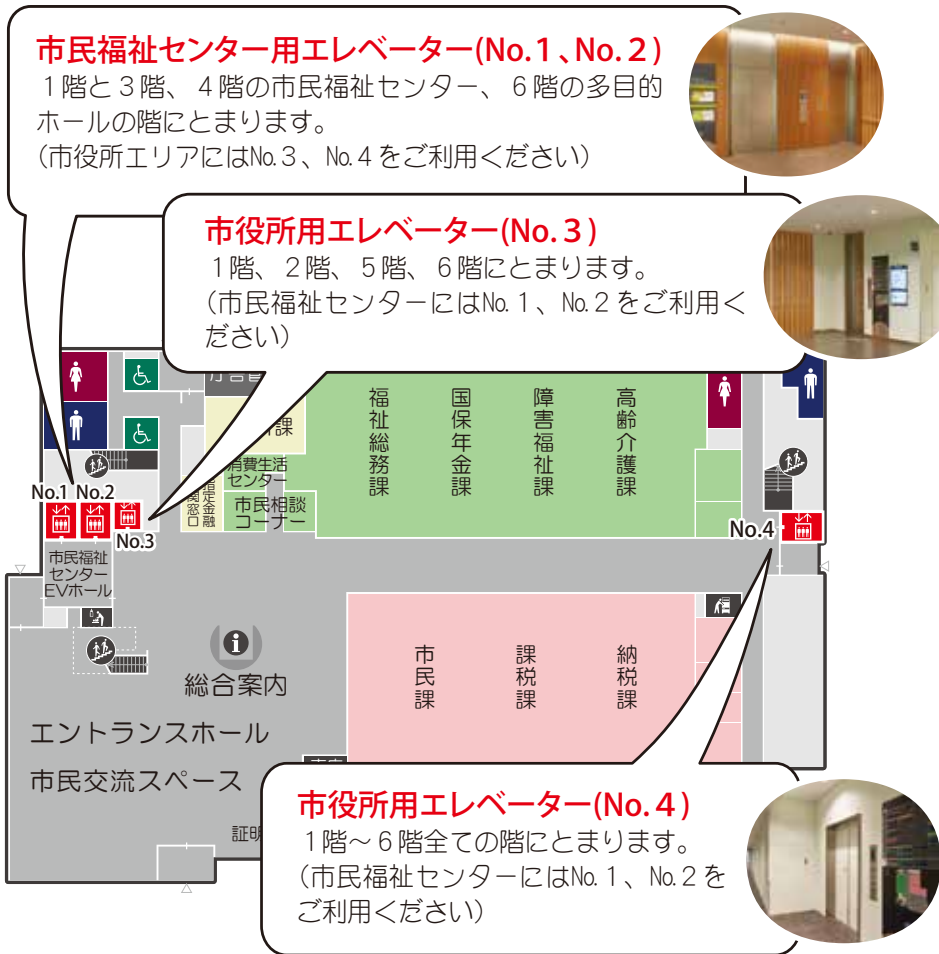 市民福祉センター用エレベーター(No.1、No.2)
1階と3階、4階の市民福祉センター、6階の多目的
ホールの階にとまります。
(市役所エリアにはNo.3、No.4をご利用ください)
市役所用エレベーター(No.3)
1階、2階、5階、6階にとまります。
(市民福祉センターにはNo.1、No.2をご利用く
ださい)
福祉総務課
国保年金課
障害福祉課
高齢介護課
課
消費生活
センター
市民相談
コーナー
指定金融
窓口
No.1 No.2
No.3
No.4
市民福祉
センター
EVホール
総合案内
エントランスホール
市民交流スペース
市民課
課税課
納税課
証明
市役所用エレベーター(No.4)
1階～6階全ての階にとまります。
(市民福祉センターにはNo.1、No.2を
ご利用ください)